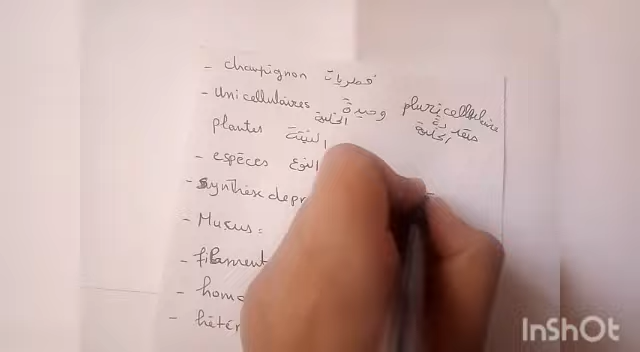 - champignon فطريات
- Unicellulaires وحيدة الخلية pluricellulaire متعددة الخلية
plantes النبتة
- espèces النوع
- synthèse de pr
- Mucus :
- filament
- homo
- hétér
InShOt